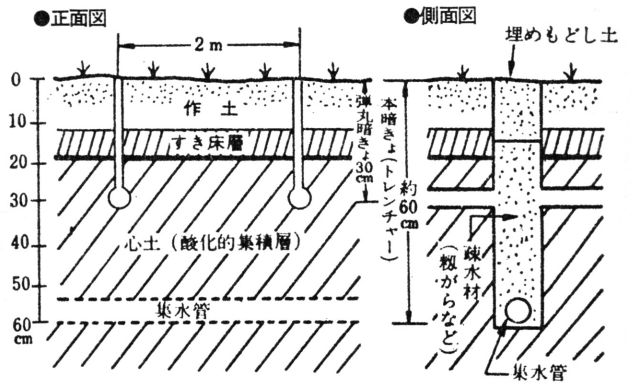 ●正面図
2 m
0
10
20
30
40
50
60
cm
作土
すき床層
心土(酸化的集積層)
集水管
弾丸暗きょ30cm
●側面図
埋めもどし土
本暗きょ(トレンチャー)
約60cm
疎水材
(籾がらなど)
集水管